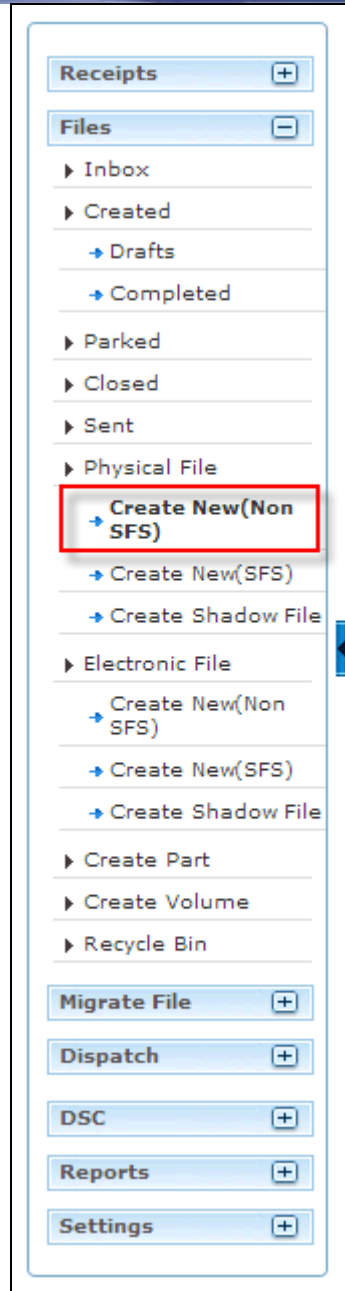 Receipts
Files
Inbox
Created
Drafts
Completed
Parked
Closed
Sent
Physical File
Create New(Non
SFS)
Create New(SFS)
Create Shadow File
Electronic File
Create New(Non
SFS)
Create New(SFS)
Create Shadow File
Create Part
Create Volume
Recycle Bin
Migrate File
Dispatch
DSC
Reports
Settings